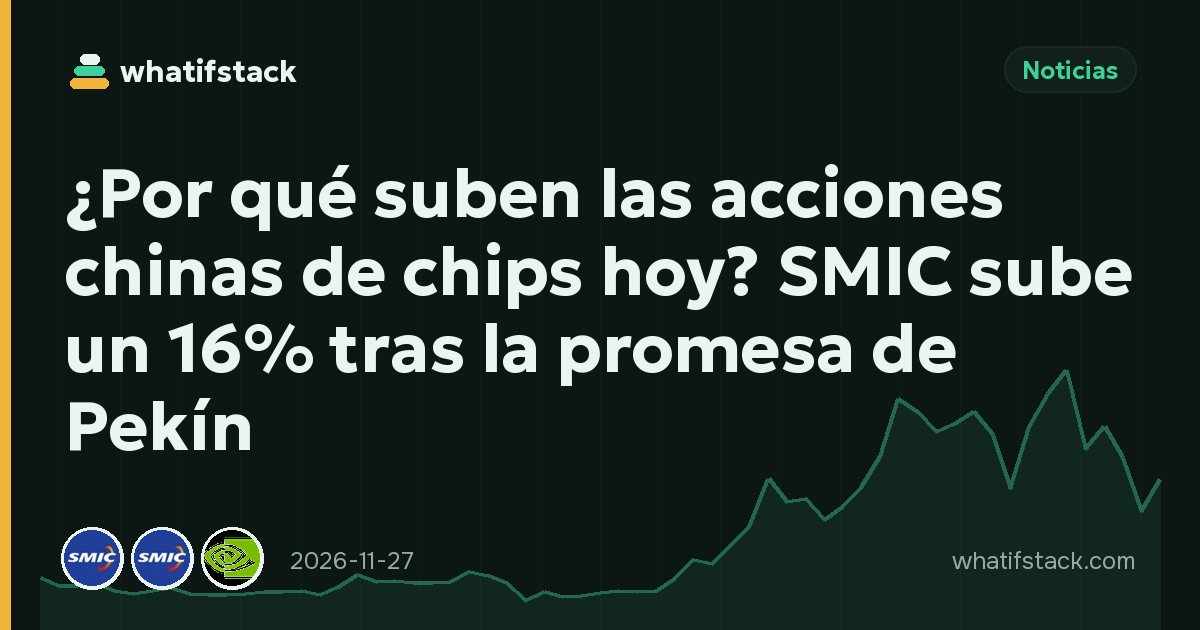 whatifstack
Noticias
¿Por qué suben las acciones
chinas de chips hoy? SMIC sube
un 16% tras la promesa de
Pekín
SMIC
SMIC
2026-11-27
whatifstack.com